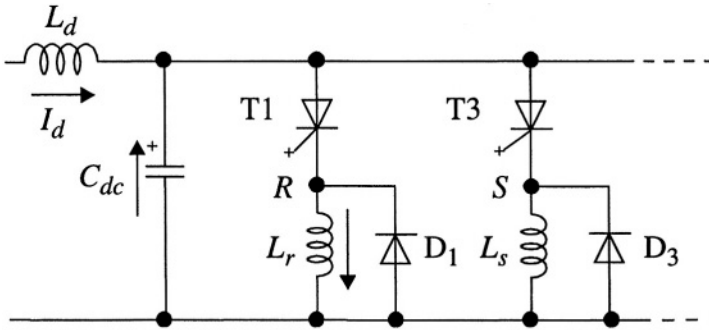 L_d
I_d
+
C_dc
T1
+
R
L_r
D_1
T3
+
S
L_s
D_3